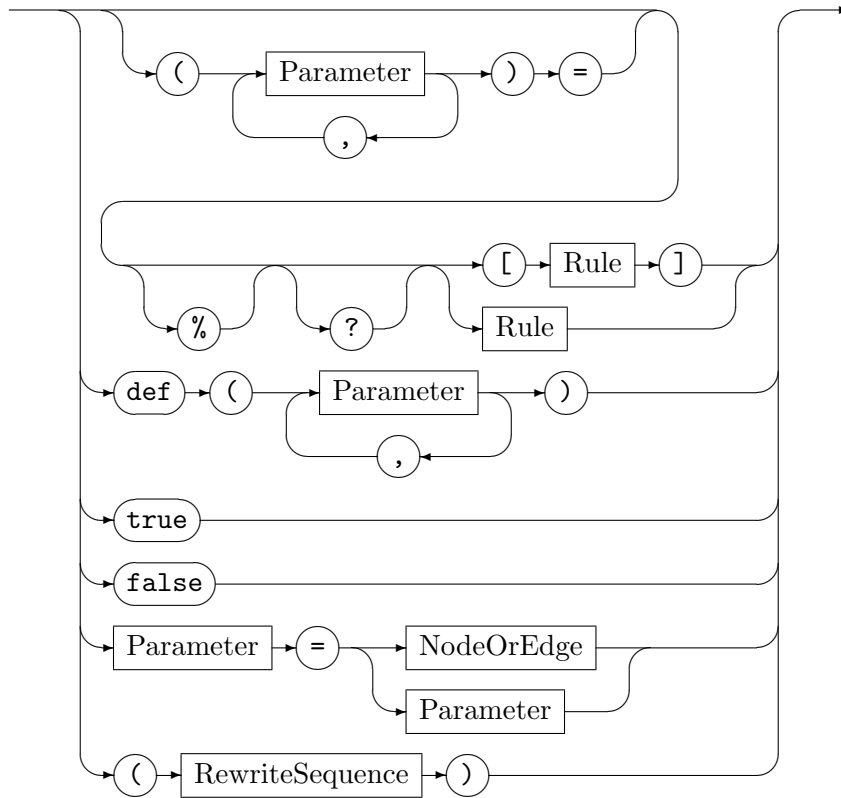 ( Parameter ) =
,
[ Rule ]
% ? Rule
def ( Parameter )
,
true
false
Parameter = NodeOrEdge
Parameter
( RewriteSequence )